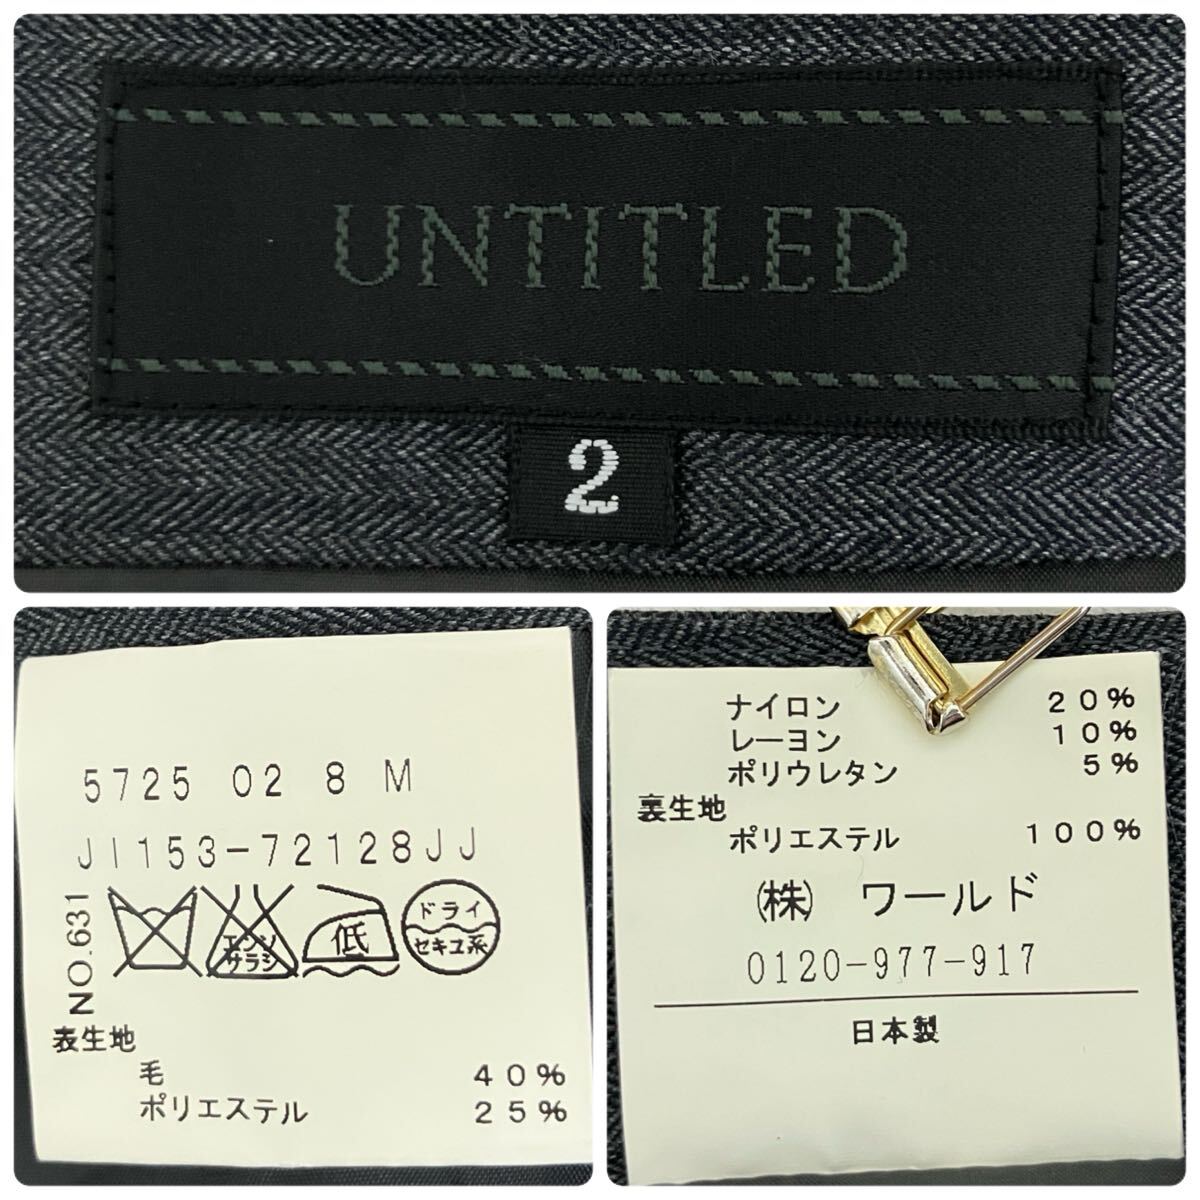 UNTITLED
2
5725 02 8 M
JI153-72128JJ
NO.631
エンソサラシ
低
ドライ
セキユ系
表生地
毛 40%
ポリエステル 25%
ナイロン 20%
レーヨン 10%
ポリウレタン 5%
裏生地
ポリエステル 100%
㈱ ワールド
0120-977-917
日本製